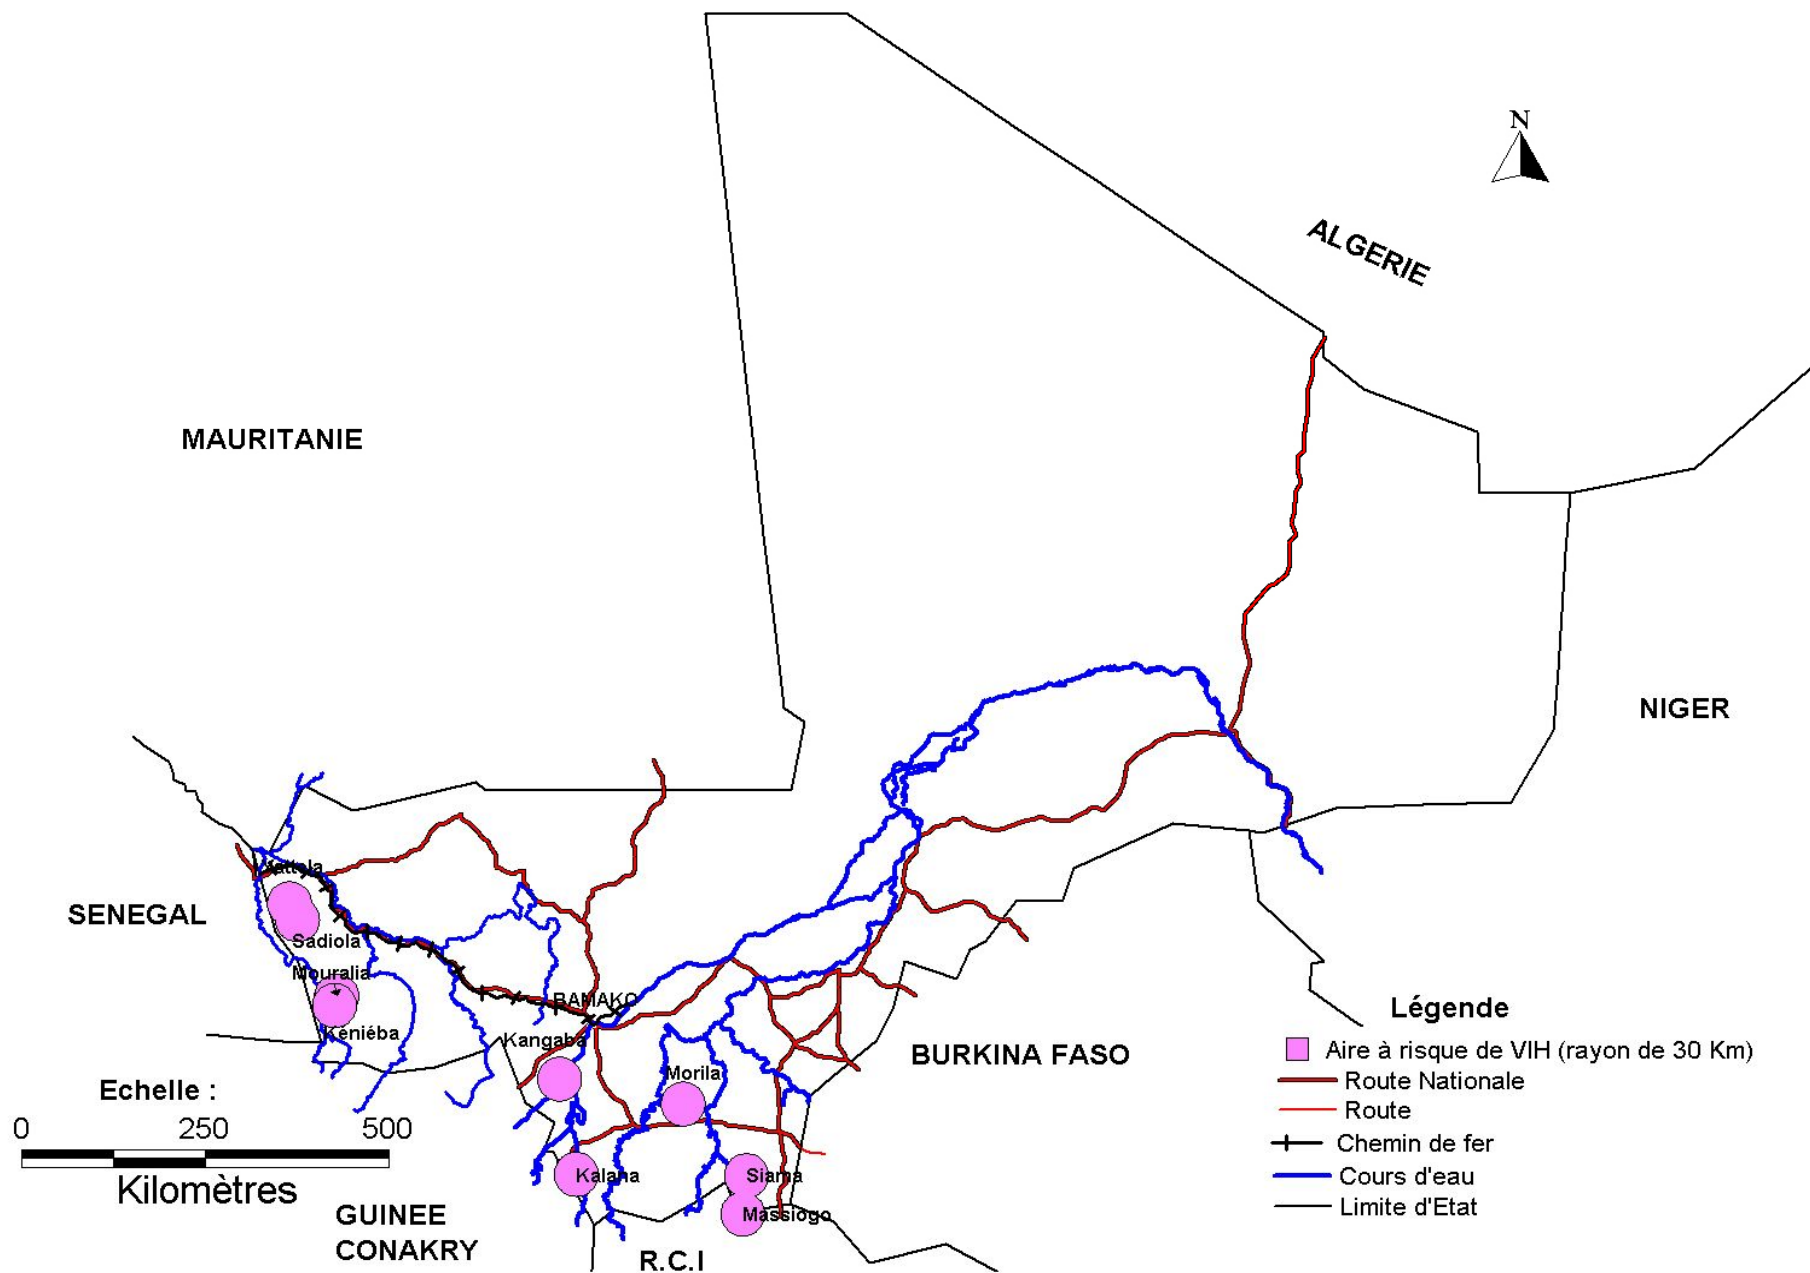 N
ALGERIE
MAURITANIE
NIGER
SENEGAL
Sadiola
Mouralia
Kéniéba
BAMAKO
Kangaba
Morila
BURKINA FASO
Kalana
Siama
Massiogo
GUINEE
CONAKRY
R.C.I
Echelle :
0 250 500
Kilomètres
Légende
Aire à risque de VIH (rayon de 30 Km)
Route Nationale
Route
Chemin de fer
Cours d'eau
Limite d'Etat